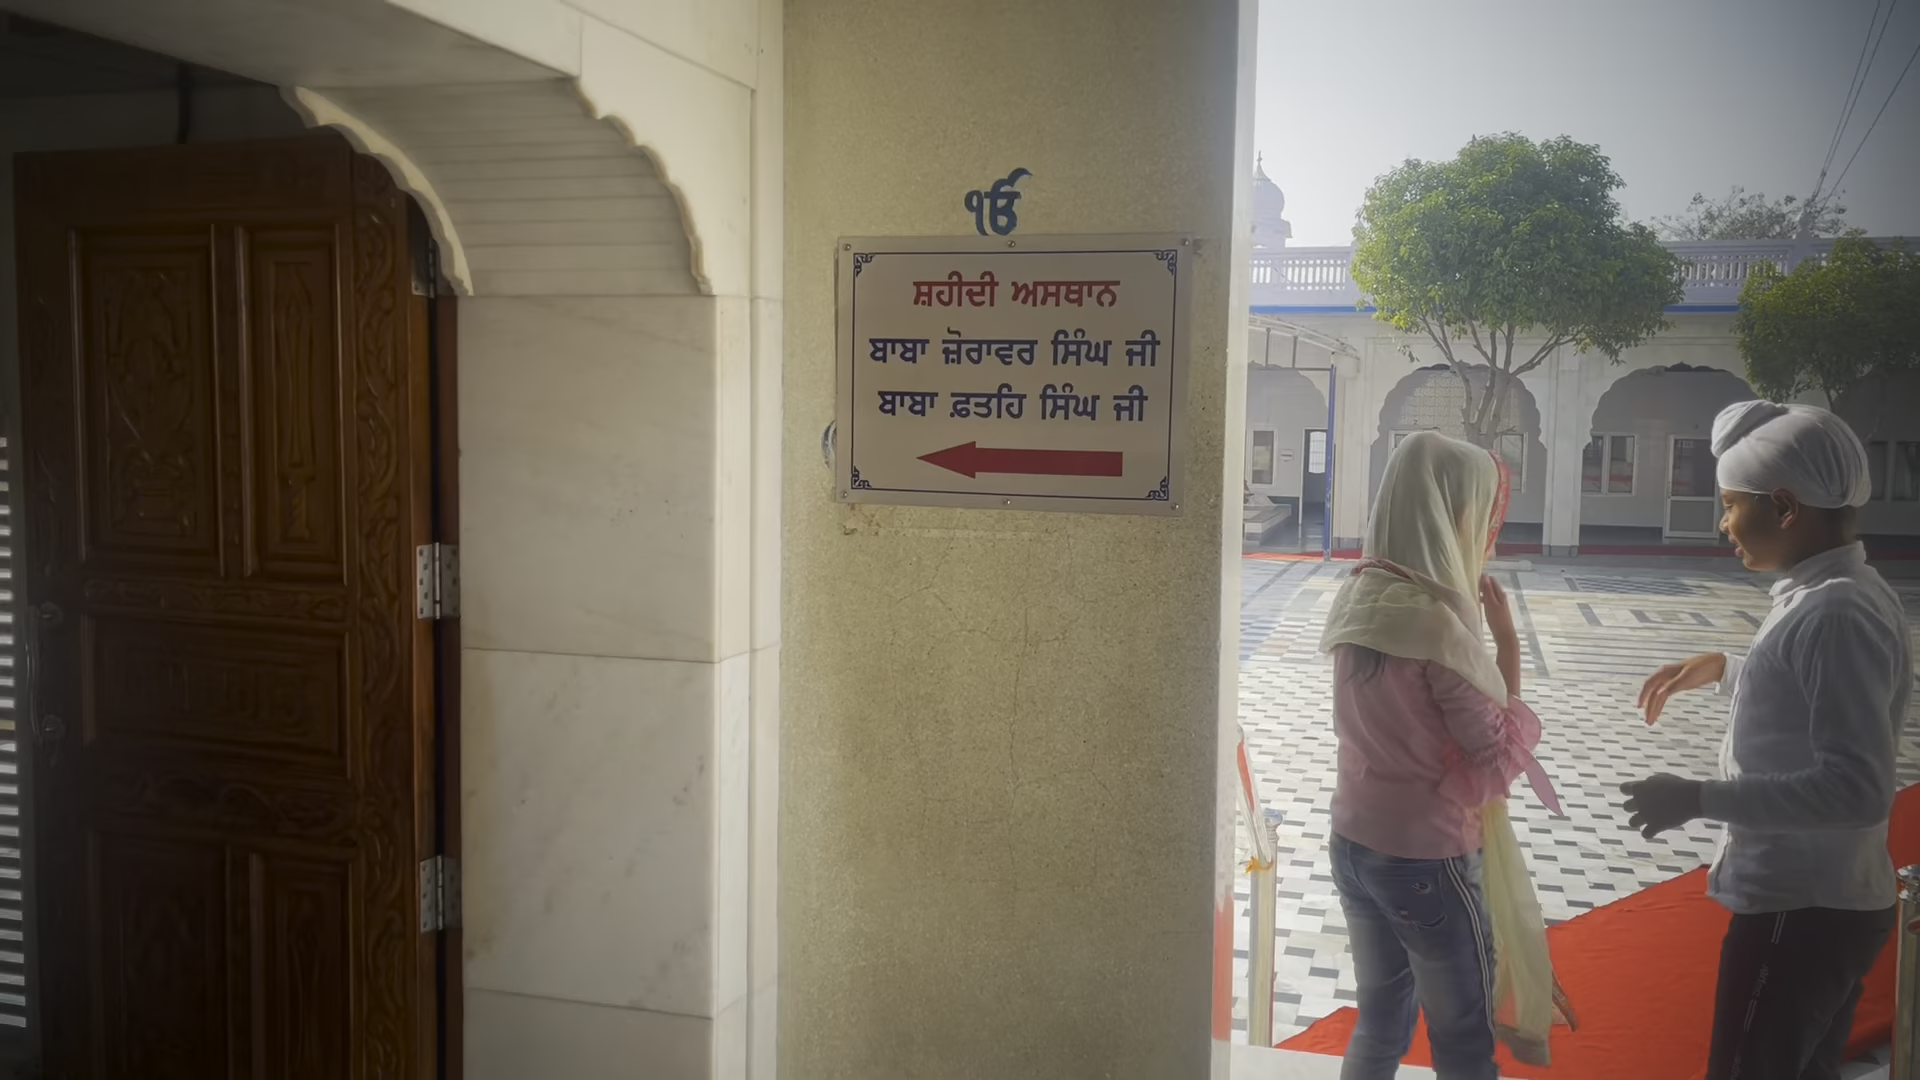 ੴ
ਸ਼ਹੀਦੀ ਅਸਥਾਨ
ਬਾਬਾ ਜ਼ੋਰਾਵਰ ਸਿੰਘ ਜੀ
ਬਾਬਾ ਫ਼ਤਹਿ ਸਿੰਘ ਜੀ